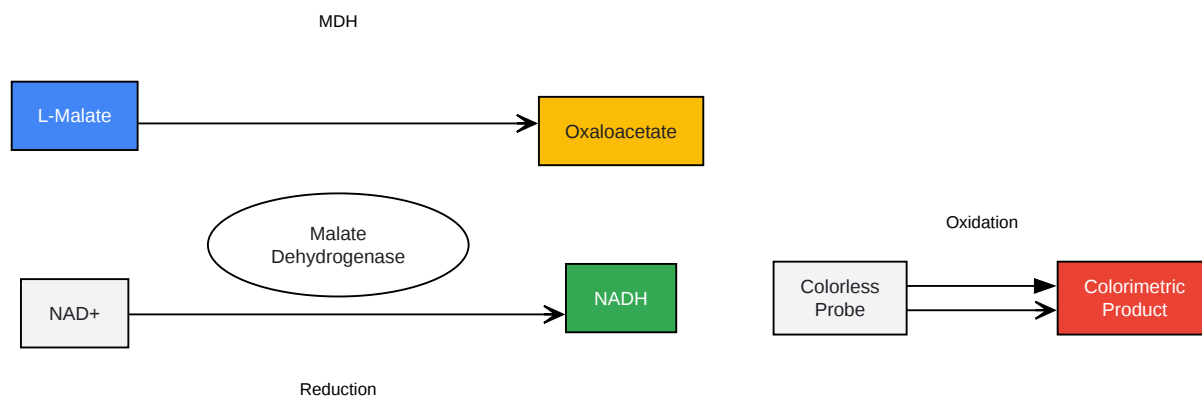 MDH
L-Malate
Oxaloacetate
Malate
Dehydrogenase
NAD+
NADH
Reduction
Oxidation
Colorless
Probe
Colorimetric
Product